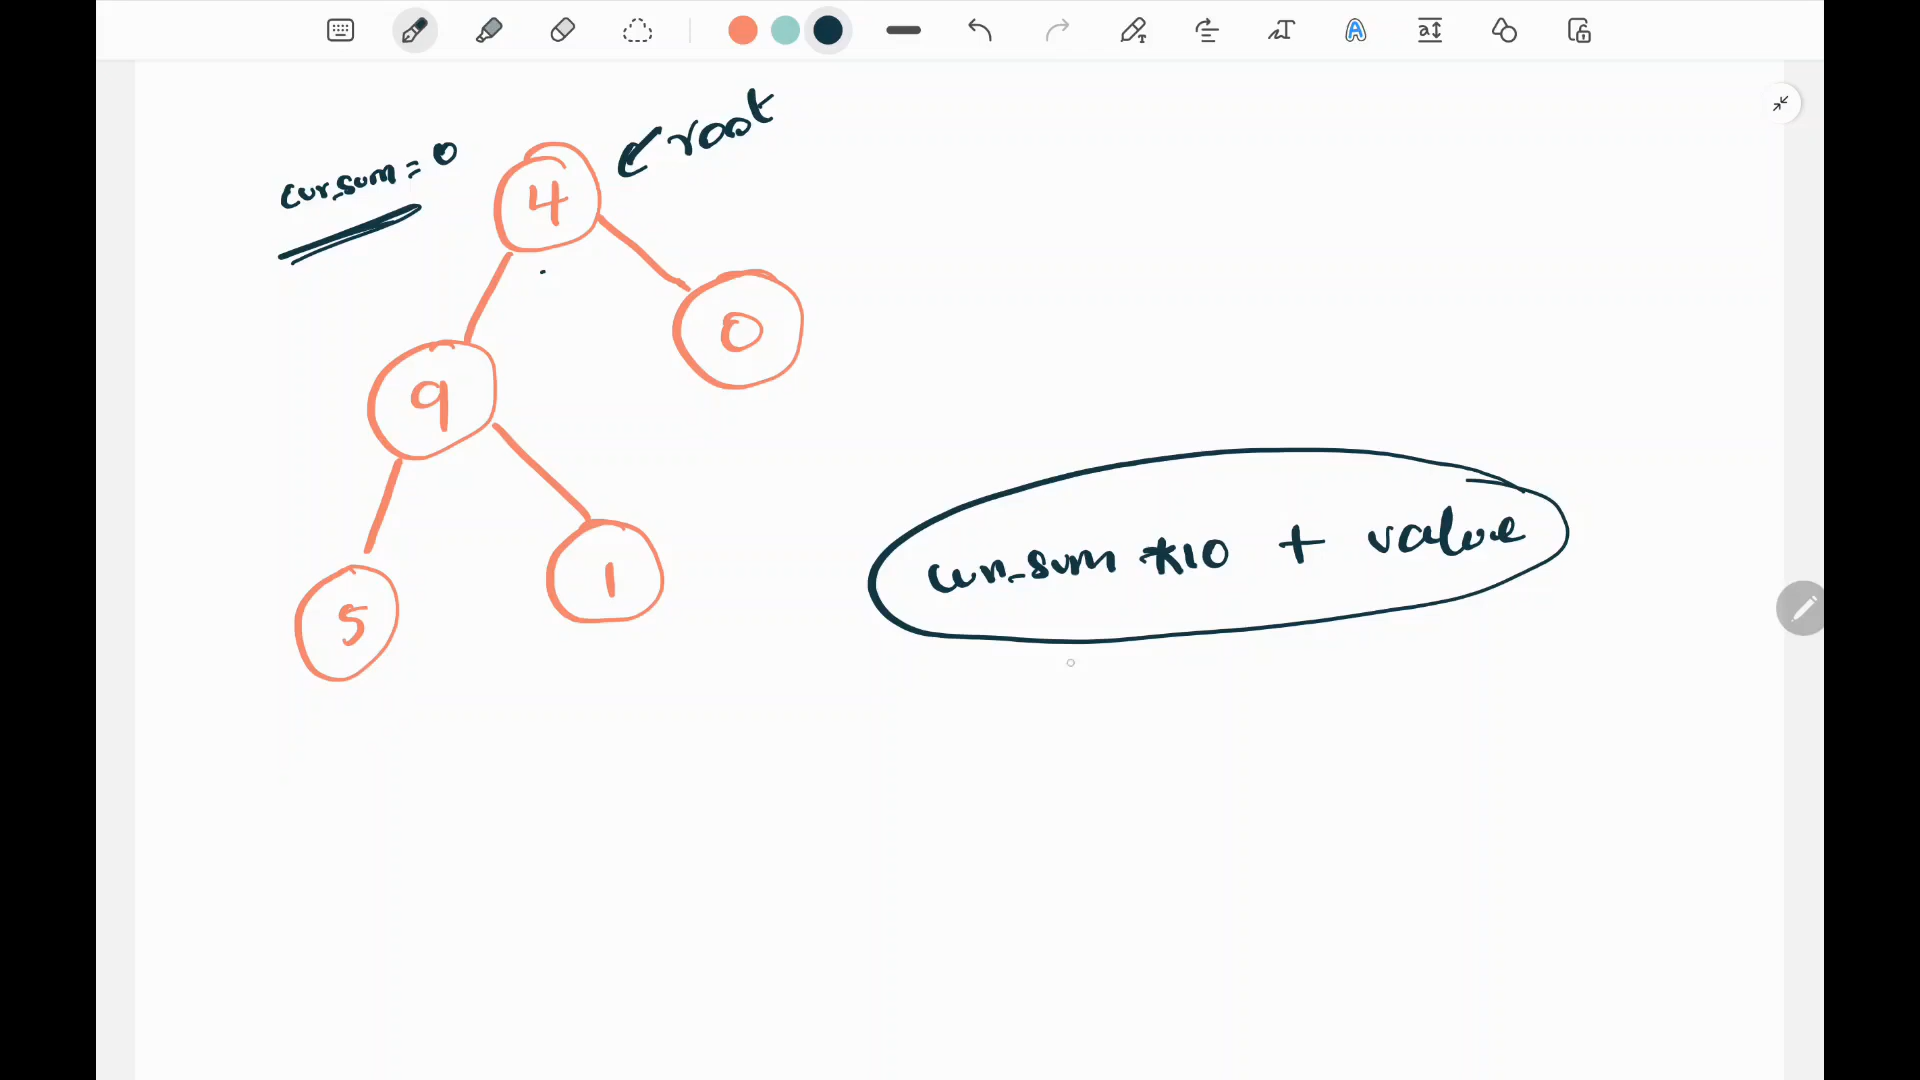 root
cur_sum = 0
4
0
9
cur_sum *10 + value
1
5